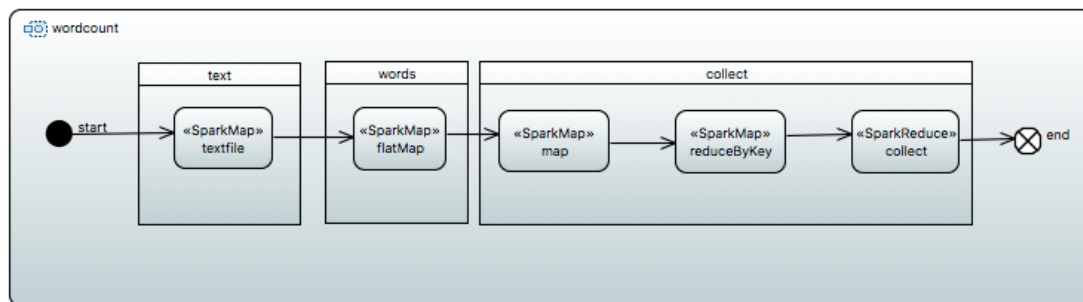 wordcount
text
words
collect
start
«SparkMap»
textfile
«SparkMap»
flatMap
«SparkMap»
map
«SparkMap»
reduceByKey
«SparkReduce»
collect
end